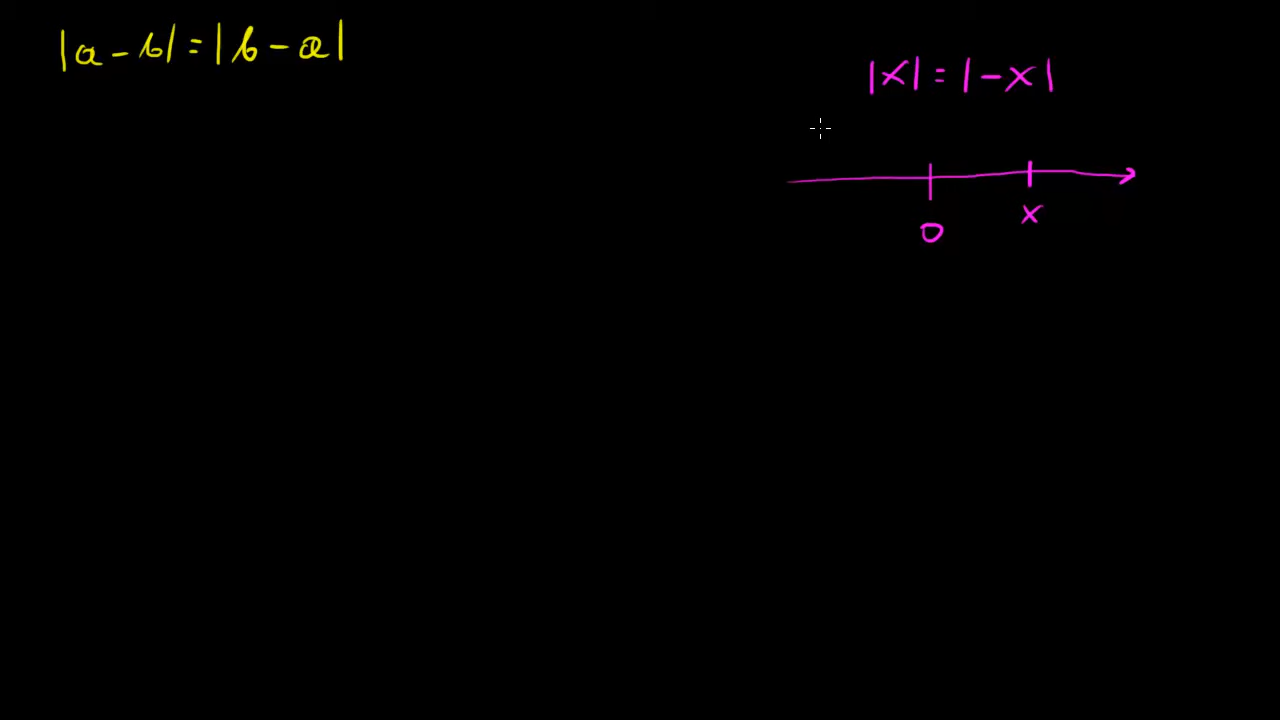 |a - b| = |b - a|
|x| = |-x|
0 x